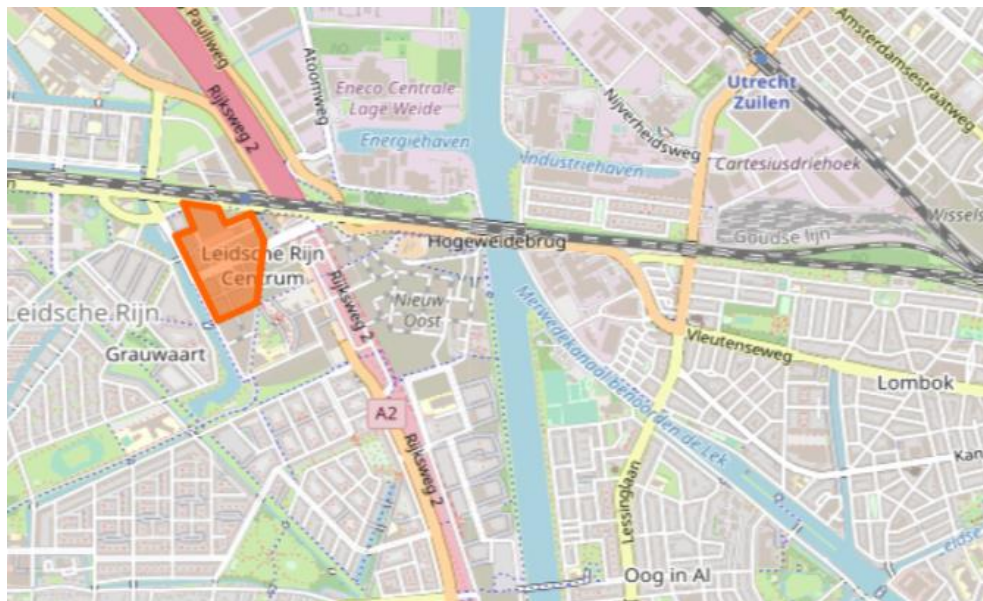 Pauliweg
Atoomweg
Rijksweg 2
Eneco Centrale
Lage Weide
Energiehaven
Industriehaven
Nijverheidsweg
Utrecht
Zuilen
Amsterdamsestraatweg
Cartesiusdriehoek
Goudse lijn
Hogeweidebrug
Leidsche Rijn
Centrum
Leidsche Rijn
Grauwaart
Rijksweg 2
Nieuw
Oost
A2
Rijksweg 2
Merwedekanaal benoorden de Lek
Vleutenseweg
Lombok
Lessinglaan
Oog in Al